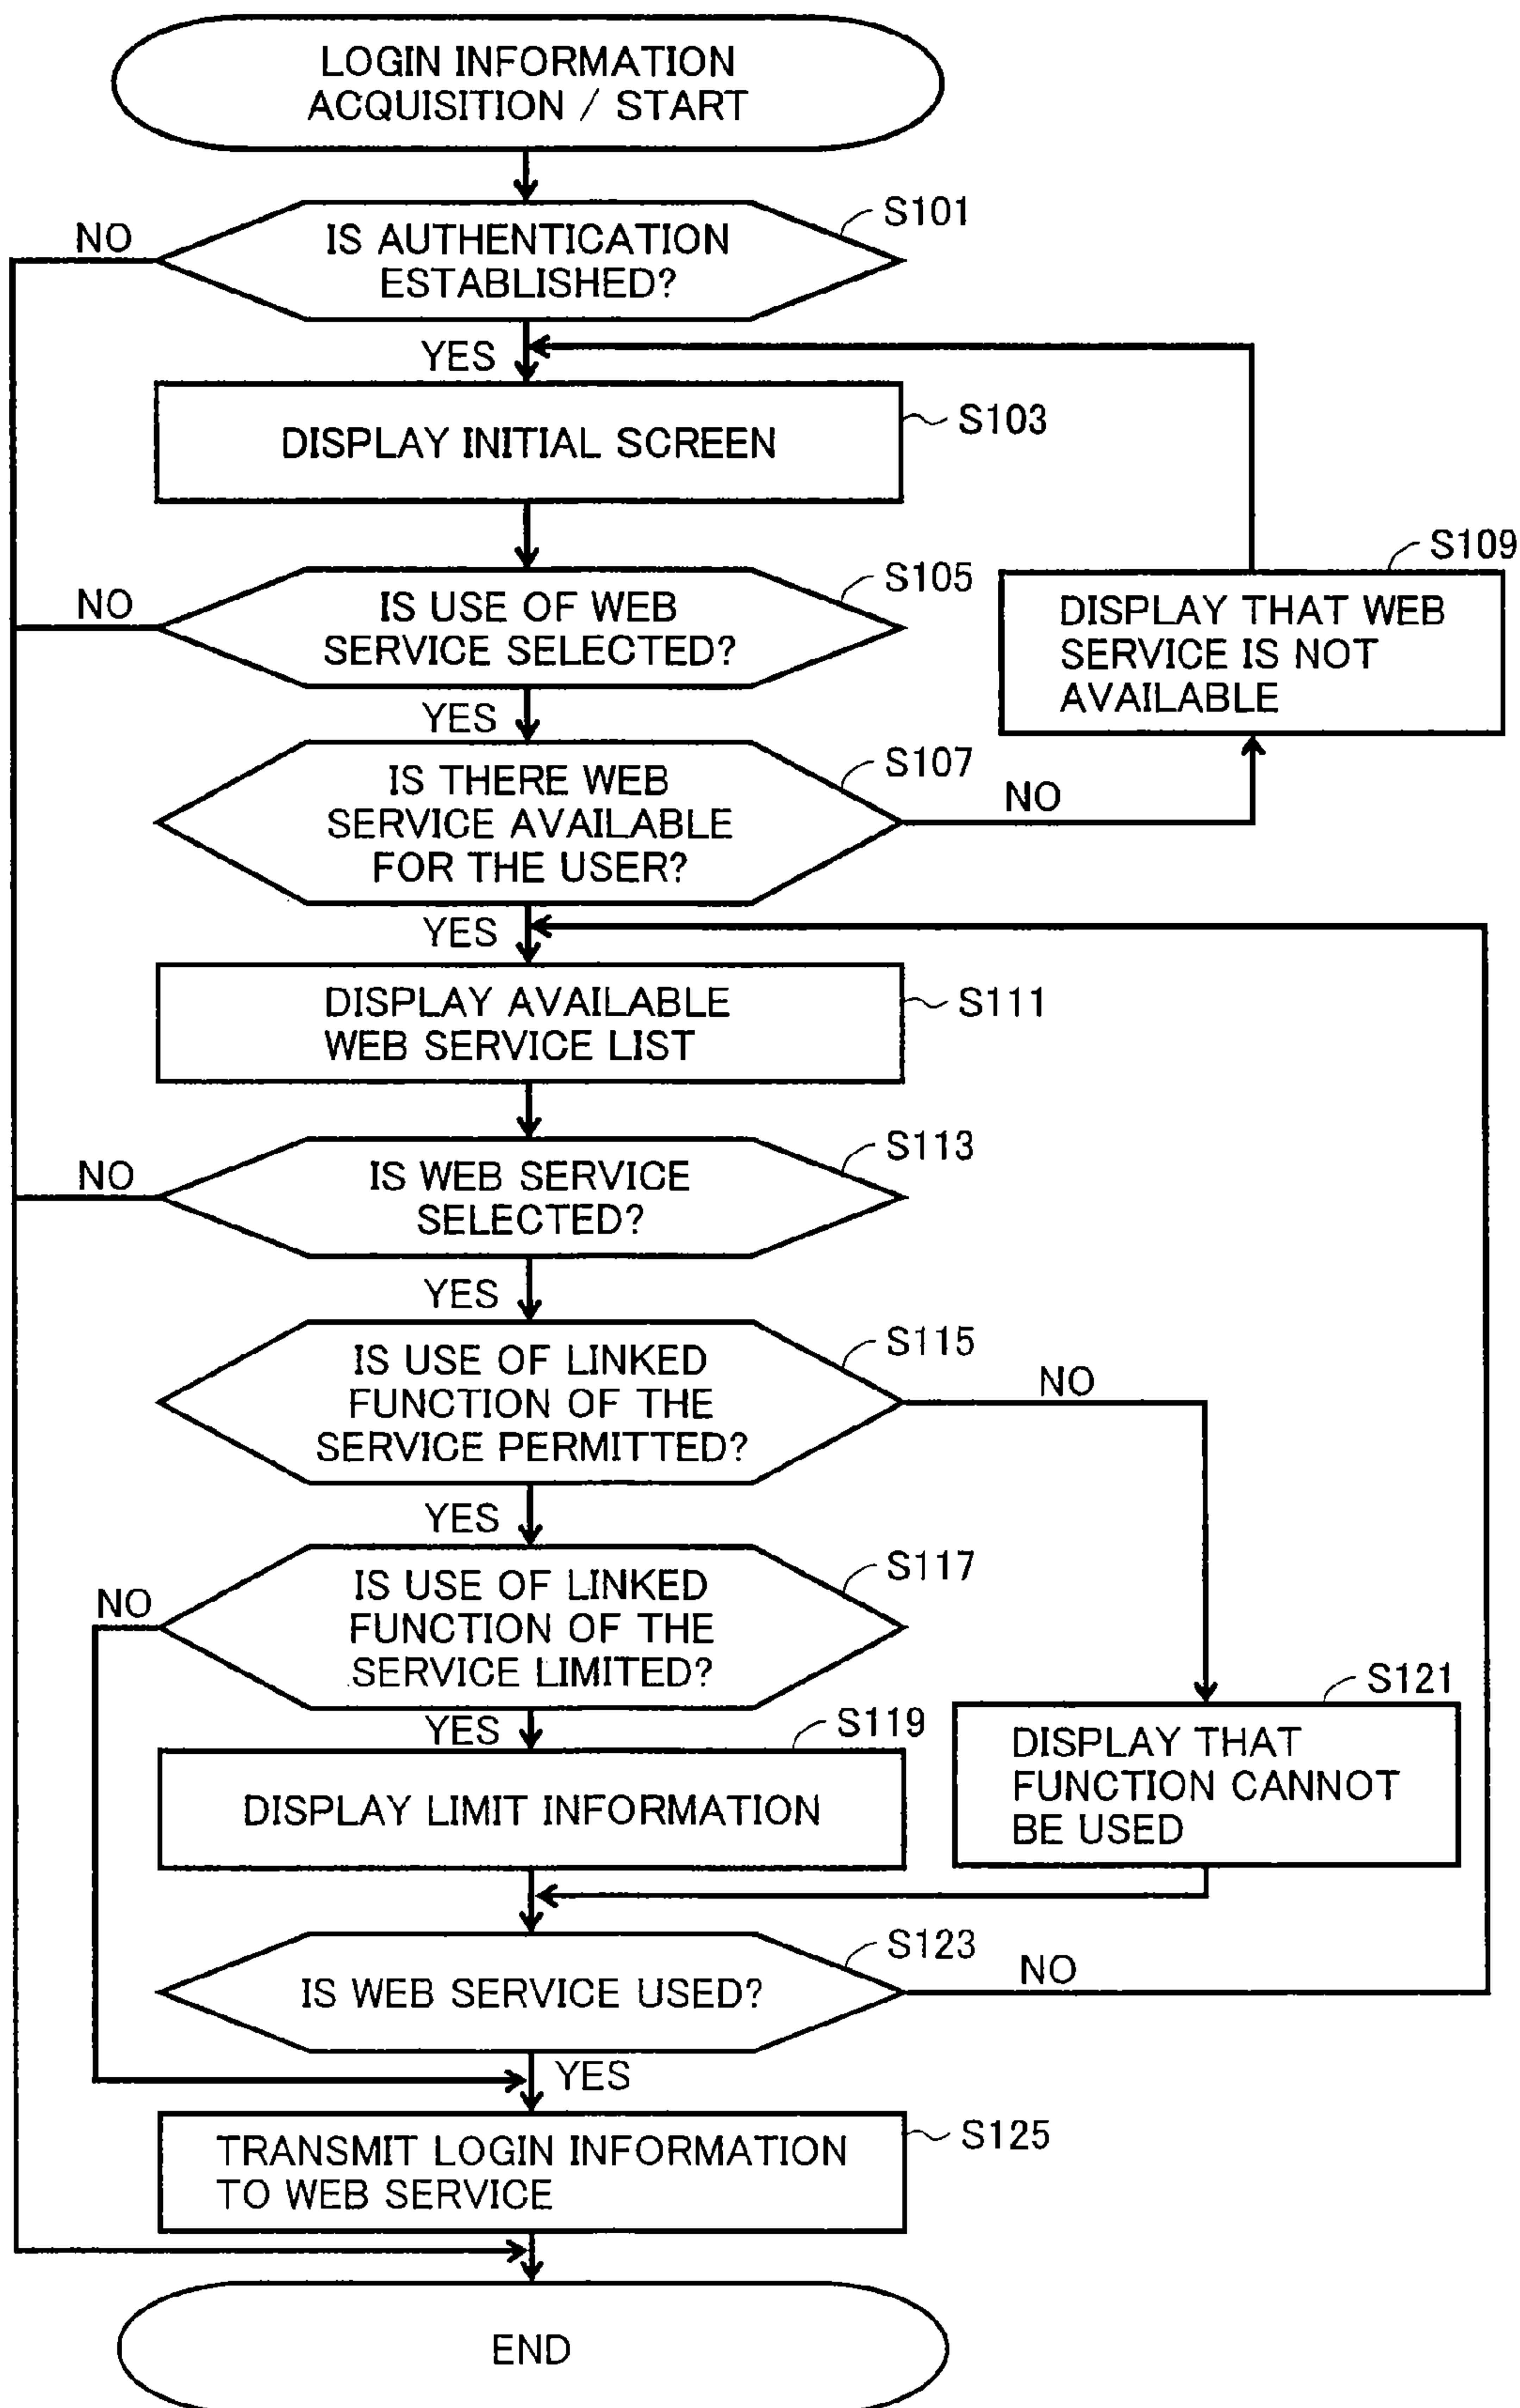 LOGIN INFORMATION
ACQUISITION / START
S101
NO
IS AUTHENTICATION
ESTABLISHED?
YES
DISPLAY INITIAL SCREEN
S103
S109
NO
IS USE OF WEB
SERVICE SELECTED?
S105
DISPLAY THAT WEB
SERVICE IS NOT
AVAILABLE
YES
IS THERE WEB
SERVICE AVAILABLE
FOR THE USER?
S107
NO
YES
DISPLAY AVAILABLE
WEB SERVICE LIST
S111
NO
IS WEB SERVICE
SELECTED?
S113
YES
IS USE OF LINKED
FUNCTION OF THE
SERVICE PERMITTED?
S115
NO
YES
NO
IS USE OF LINKED
FUNCTION OF THE
SERVICE LIMITED?
S117
YES
S119
S121
DISPLAY LIMIT INFORMATION
DISPLAY THAT
FUNCTION CANNOT
BE USED
S123
IS WEB SERVICE USED?
NO
YES
TRANSMIT LOGIN INFORMATION
TO WEB SERVICE
S125
END